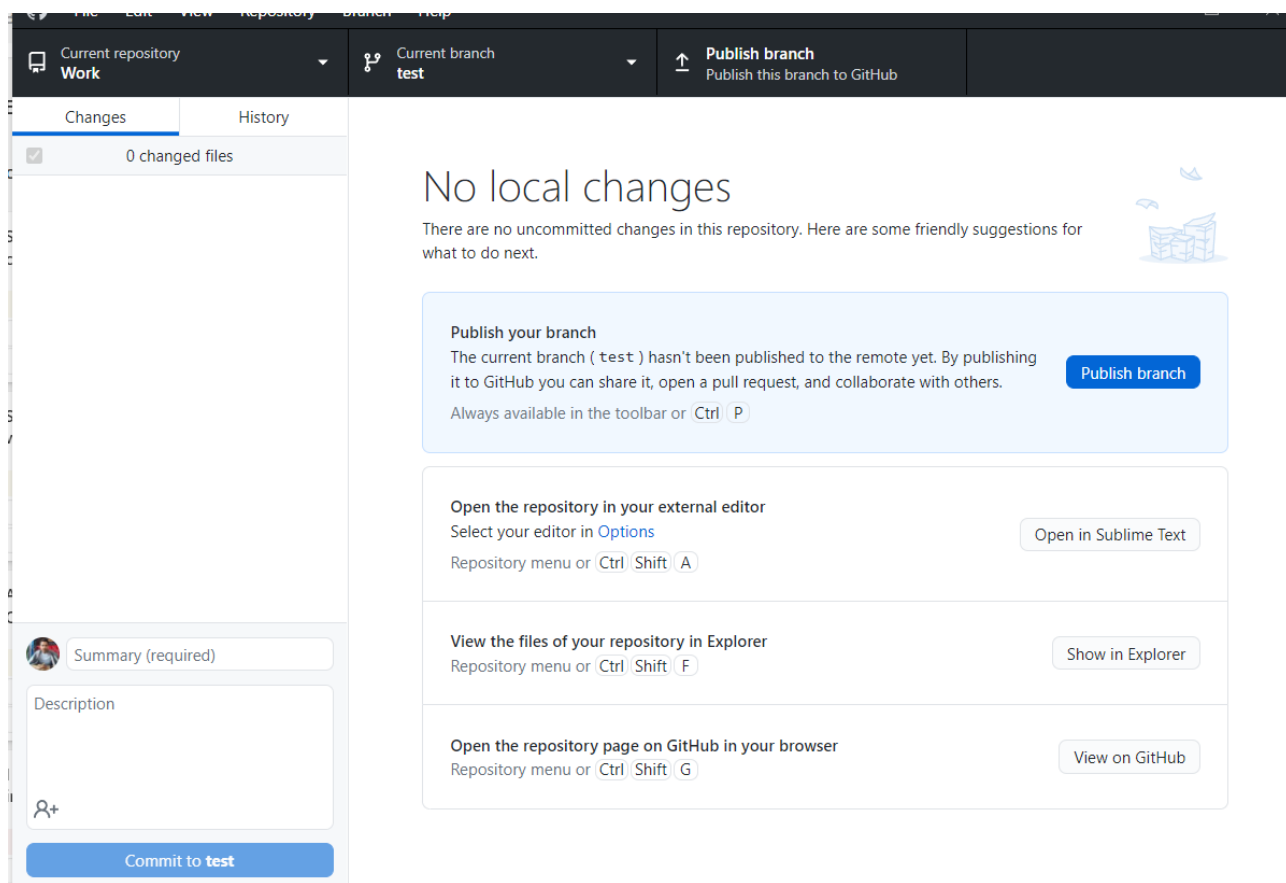 File Edit View Repository Branch Help
Current repository
Work
Current branch
test
Publish branch
Publish this branch to GitHub
Changes History
0 changed files
No local changes
There are no uncommitted changes in this repository. Here are some friendly suggestions for
what to do next.
Publish your branch
The current branch ( test ) hasn't been published to the remote yet. By publishing
it to GitHub you can share it, open a pull request, and collaborate with others.
Always available in the toolbar or Ctrl P
Publish branch
Open the repository in your external editor
Select your editor in Options
Repository menu or Ctrl Shift A
Open in Sublime Text
View the files of your repository in Explorer
Repository menu or Ctrl Shift F
Show in Explorer
Open the repository page on GitHub in your browser
Repository menu or Ctrl Shift G
View on GitHub
Summary (required)
Description
Commit to test